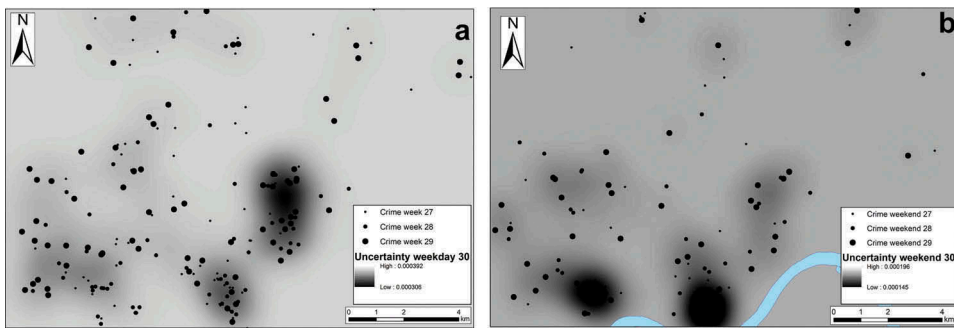 N
a
Crime week 27
Crime week 28
Crime week 29
Uncertainty weekday 30
High : 0.000392
Low : 0.000306
0 1 2 4
km
N
b
Crime weekend 27
Crime weekend 28
Crime weekend 29
Uncertainty weekend 30
High : 0.000196
Low : 0.000145
0 1 2 4
km